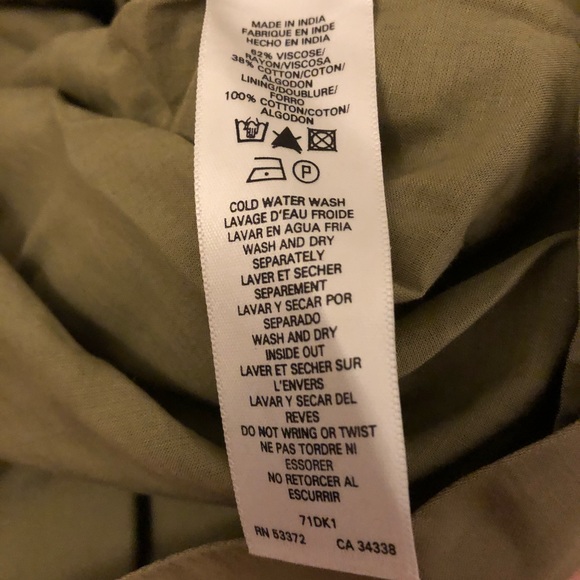 MADE IN INDIA
FABRIQUE EN INDE
HECHO EN INDIA
62% VISCOSE/
RAYON/VISCOSA
38% COTTON/COTON/
ALGODON
LINING/DOUBLURE/
FORRO
100% COTTON/COTON/
ALGODON
P
COLD WATER WASH
LAVAGE D'EAU FROIDE
LAVAR EN AGUA FRIA
WASH AND DRY
SEPARATELY
LAVER ET SECHER
SEPAREMENT
LAVAR Y SECAR POR
SEPARADO
WASH AND DRY
INSIDE OUT
LAVER ET SECHER SUR
L'ENVERS
LAVAR Y SECAR DEL
REVES
DO NOT WRING OR TWIST
NE PAS TORDRE NI
ESSORER
NO RETORCER AL
ESCURRIR
71DK1
RN 53372 CA 34338